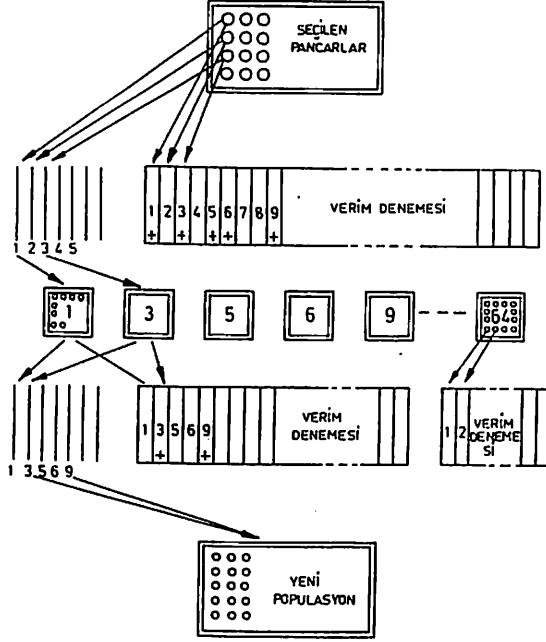 SEÇİLEN
PANCARLAR
1 2 3 4 5 6 7 8 9
+ + + + +
VERİM DENEMESİ
1 2 3 4 5
1 3 5 6 9 64
1 3 5 6 9
+ +
VERİM
DENEMESİ
1 2
VERİM
DENEME
Sİ
1 3 5 6 9
YENİ
POPULASYON